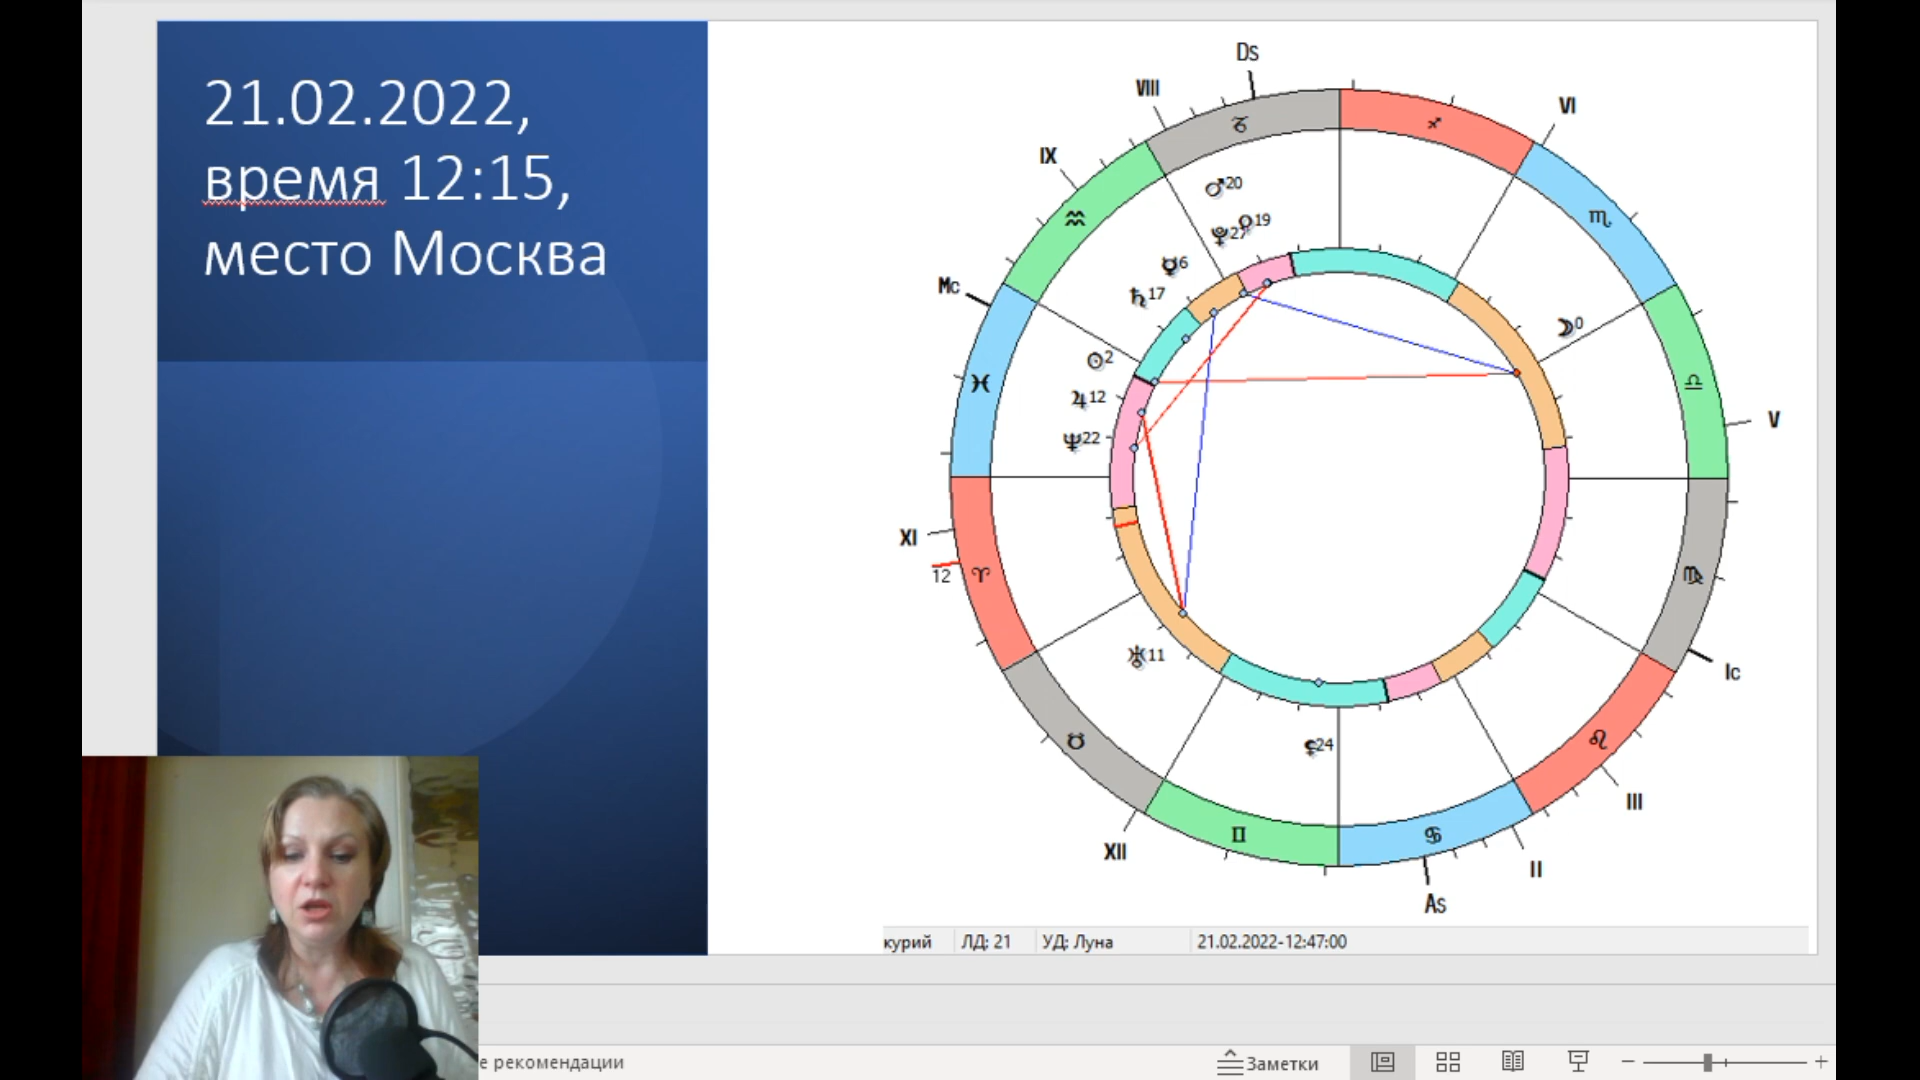 21.02.2022,
время 12:15,
место Москва
Ds
VIII
VI
IX
♑
♐
♂20
♀19
♇27
♒
♏
☿6
♄17
☽0
Mc
☉2
♃12
♆22
♓
♎
V
XI
12
♈
♍
♅11
Ic
♉
⚸24
♌
III
XII
♊
♋
II
As
курий
ЛД: 21
УД: Луна
21.02.2022-12:47:00
е рекомендации
Заметки